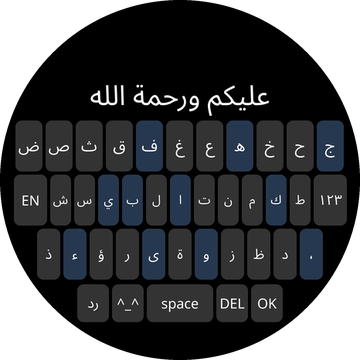 عليكم ورحمة الله
ج ح خ ه ع غ ف ق ث ص ض
١٢٣ ط ك م ن ت ا ل ب ي س ش EN
، د ظ ز و ة ى ر ؤ ء ذ
رد ^_^ space DEL OK